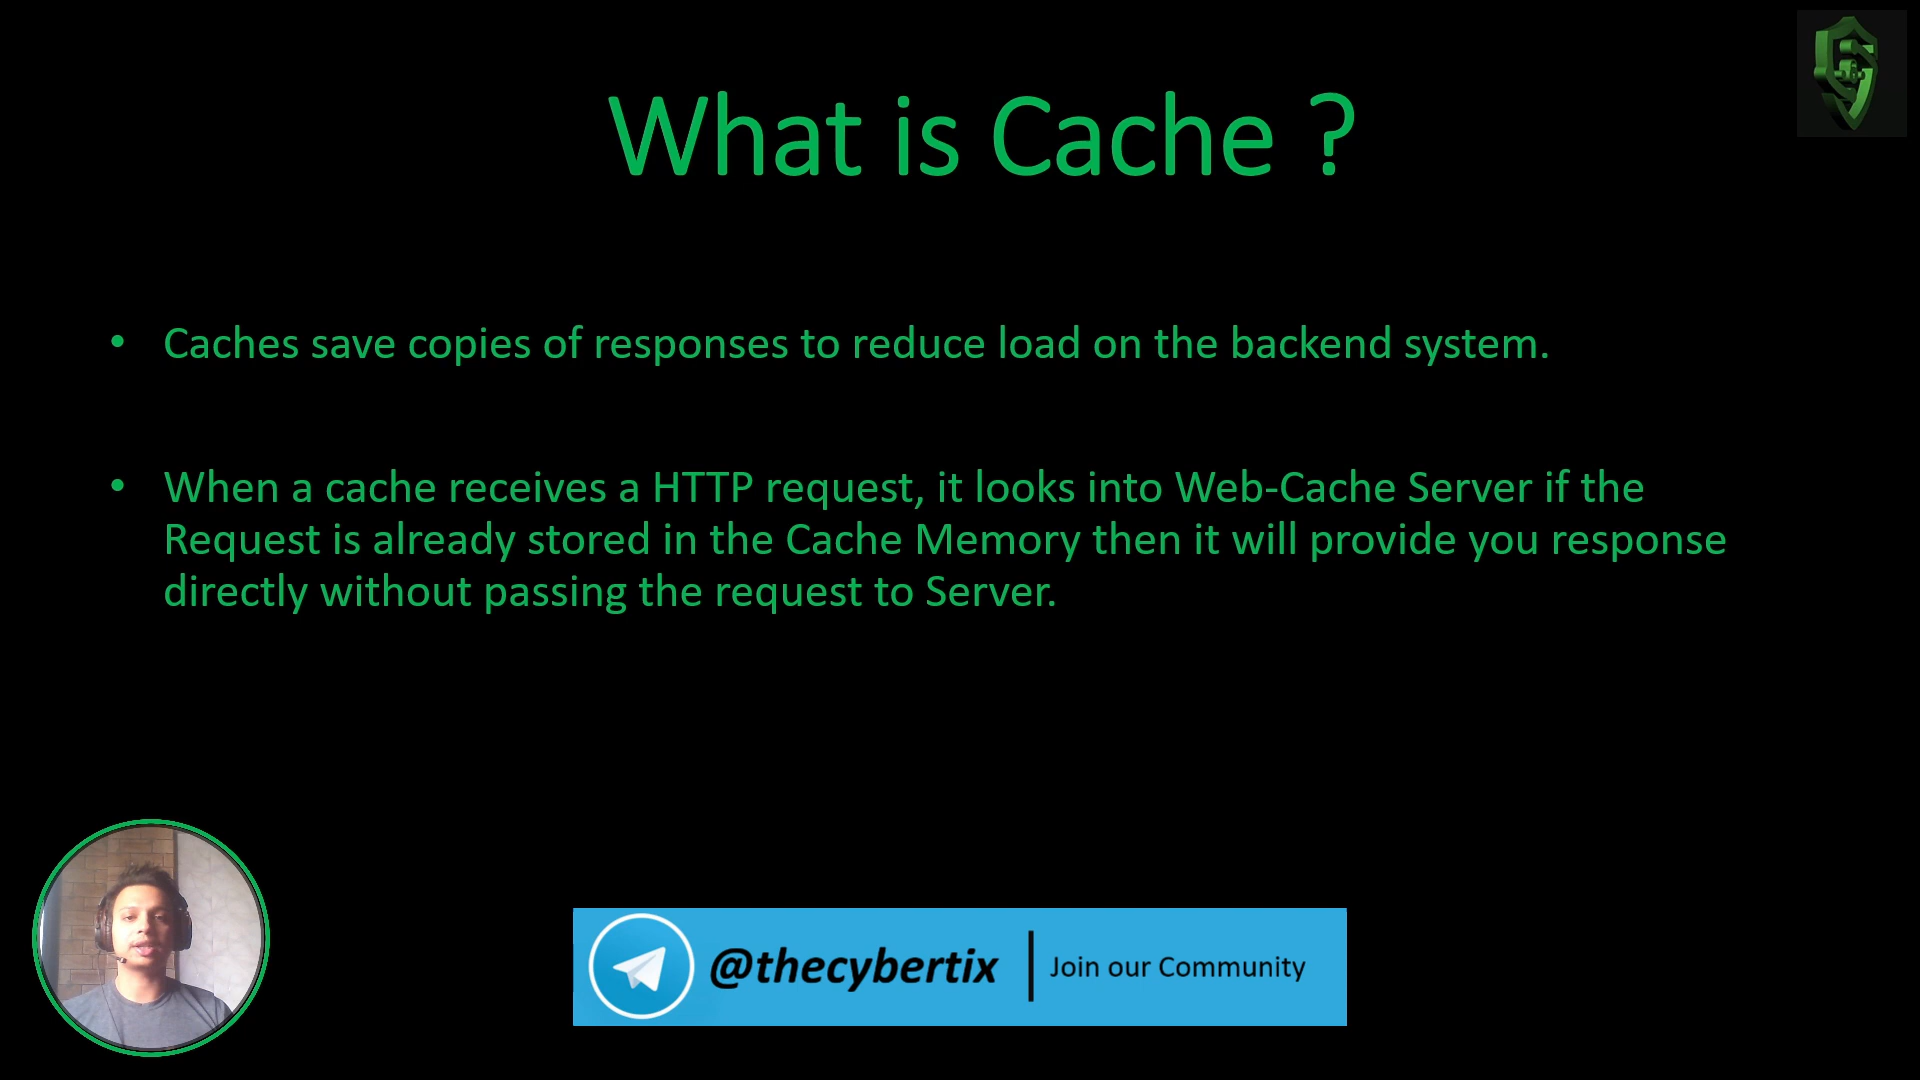 What is Cache ?
• Caches save copies of responses to reduce load on the backend system.
• When a cache receives a HTTP request, it looks into Web-Cache Server if the
Request is already stored in the Cache Memory then it will provide you response
directly without passing the request to Server.
@thecybertix | Join our Community